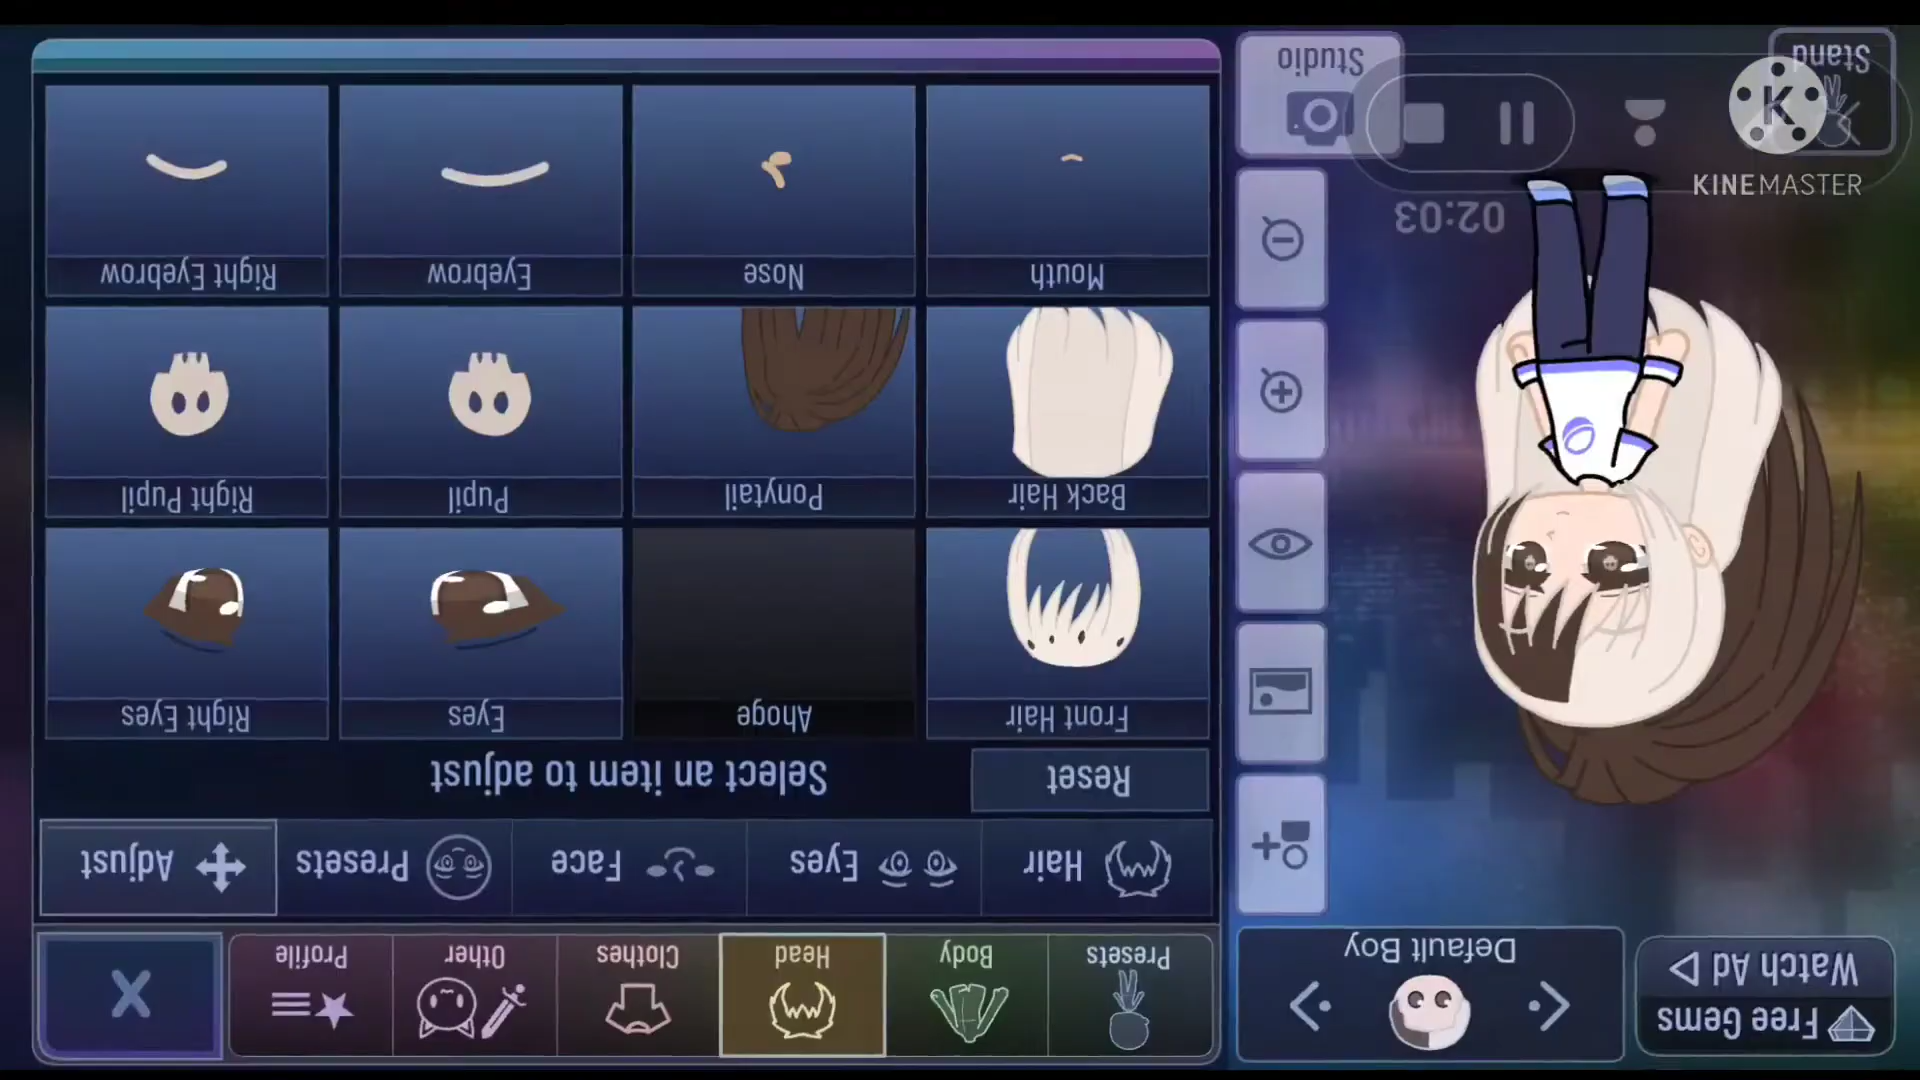 KINEMASTER
K
Free Gems
Watch Ad
Default Boy
Presets
Body
Head
Clothes
Other
Profile
X
Hair
Eyes
Face
Presets
Adjust
Reset
Select an item to adjust
Front Hair
Ahoge
Eyes
Right Eyes
Back Hair
Ponytail
Pupil
Right Pupil
Mouth
Nose
Eyebrow
Right Eyebrow
02:03
Studio
Stand